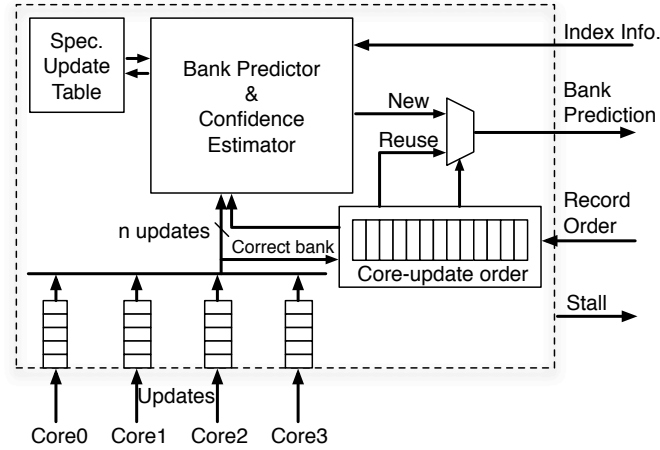 Spec.
Update
Table
Bank Predictor
&
Confidence
Estimator
Index Info.
New
Bank
Prediction
Reuse
Record
Order
n updates
Correct bank
Core-update order
Stall
Updates
Core0 Core1 Core2 Core3